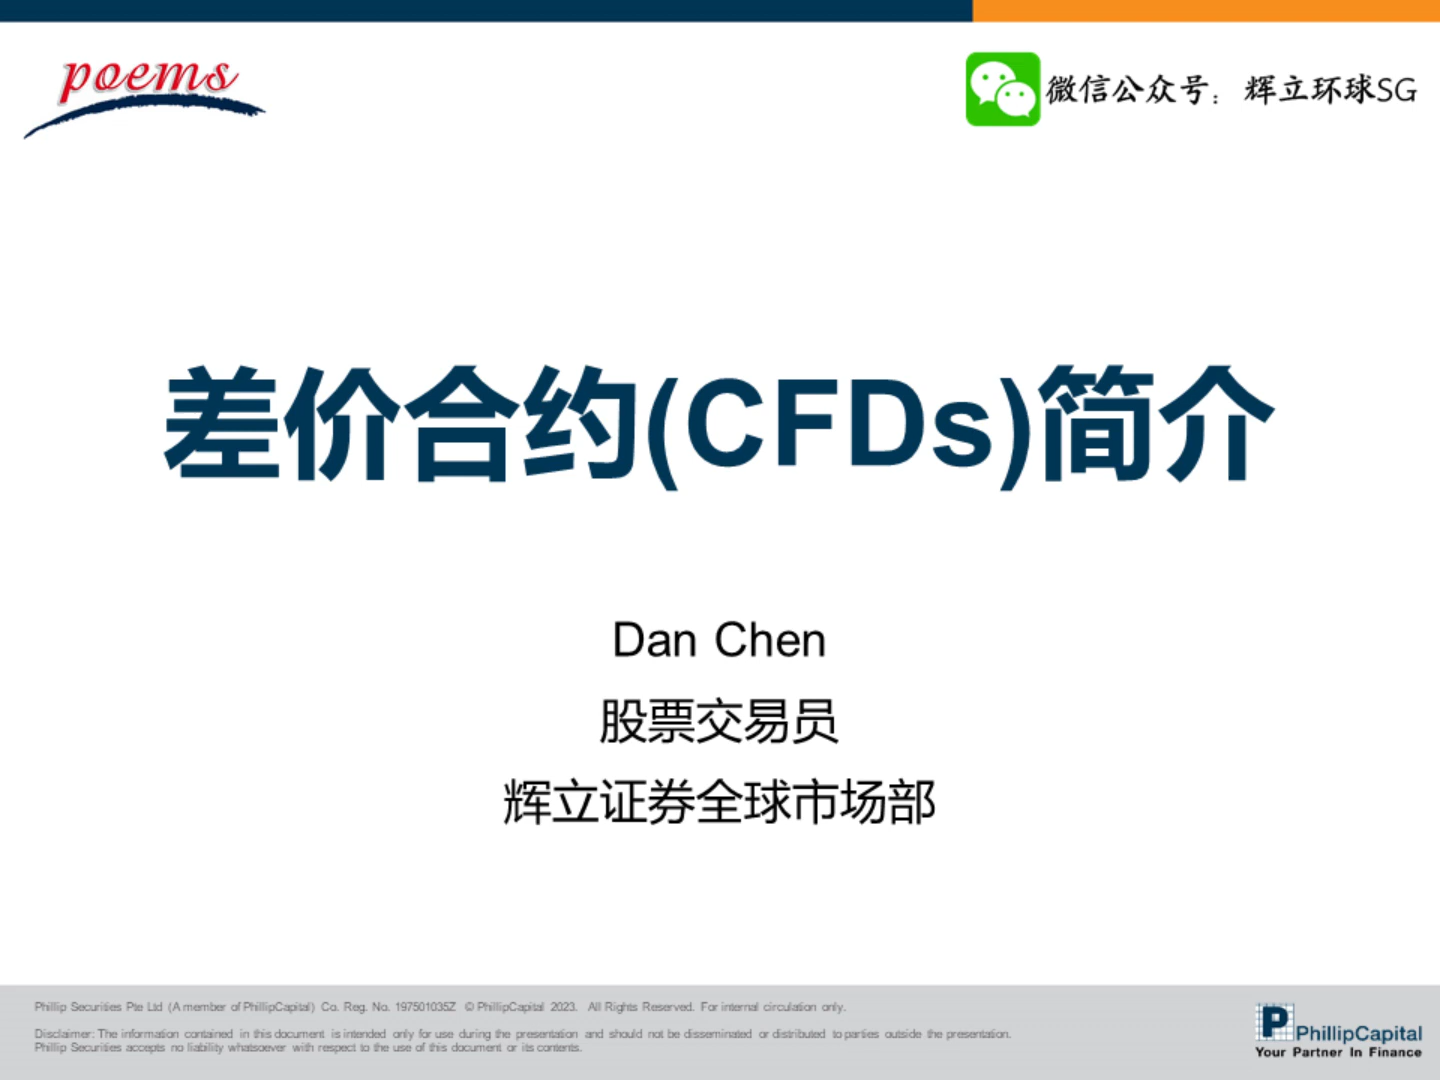 poems
微信公众号：辉立环球SG
差价合约(CFDs)简介
Dan Chen
股票交易员
辉立证券全球市场部
Phillip Securities Pte Ltd (A member of PhillipCapital) Co. Reg. No. 197501035Z © PhillipCapital 2023. All Rights Reserved. For internal circulation only.
Disclaimer: The information contained in this document is intended only for use during the presentation and should not be disseminated or distributed to parties outside the presentation.
Phillip Securities accepts no liability whatsoever with respect to the use of this document or its contents.
P PhillipCapital
Your Partner In Finance